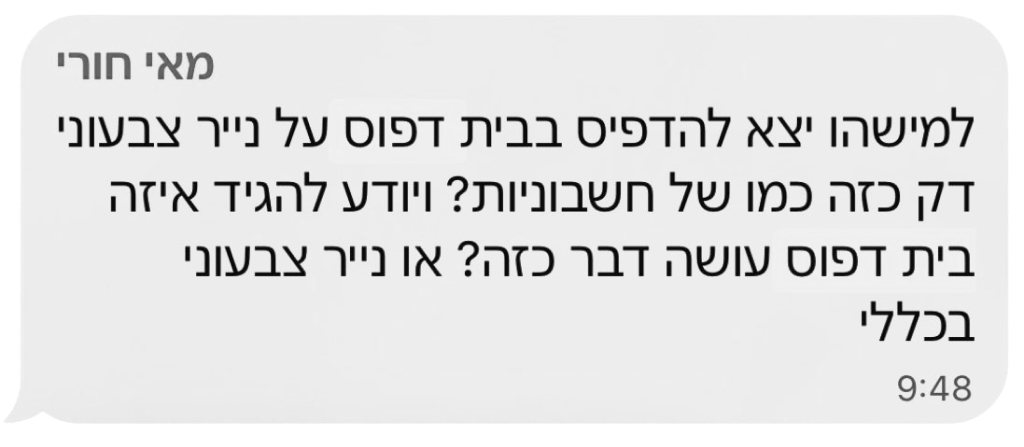 מאי חורי
למישהו יצא להדפיס בבית דפוס על נייר צבעוני
דק כזה כמו של חשבוניות? ויודע להגיד איזה
בית דפוס עושה דבר כזה? או נייר צבעוני
בכללי
9:48